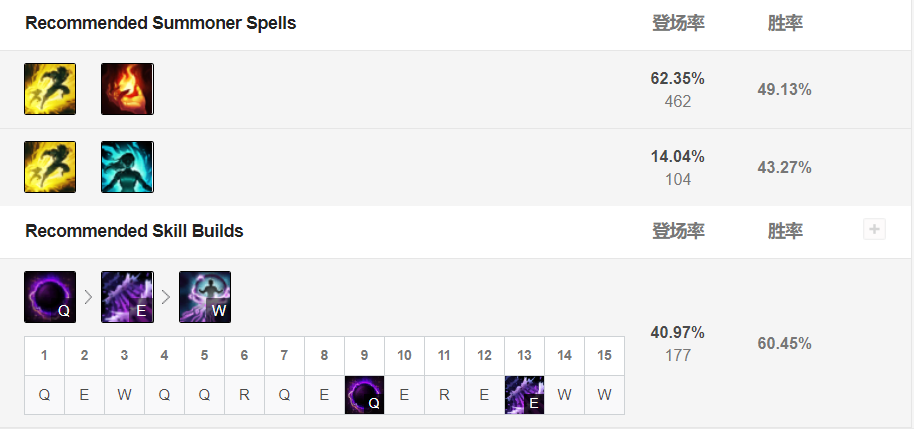 Recommended Summoner Spells 登场率 胜率
62.35%
462
49.13%
14.04%
104
43.27%
Recommended Skill Builds 登场率 胜率 +
Q > E > W
1 2 3 4 5 6 7 8 9 10 11 12 13 14 15
Q E W Q Q R Q E Q E R E E W W
40.97%
177
60.45%